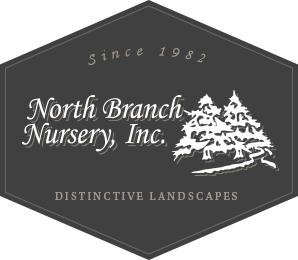 Since 1982
North Branch
Nursery, Inc.
DISTINCTIVE LANDSCAPES